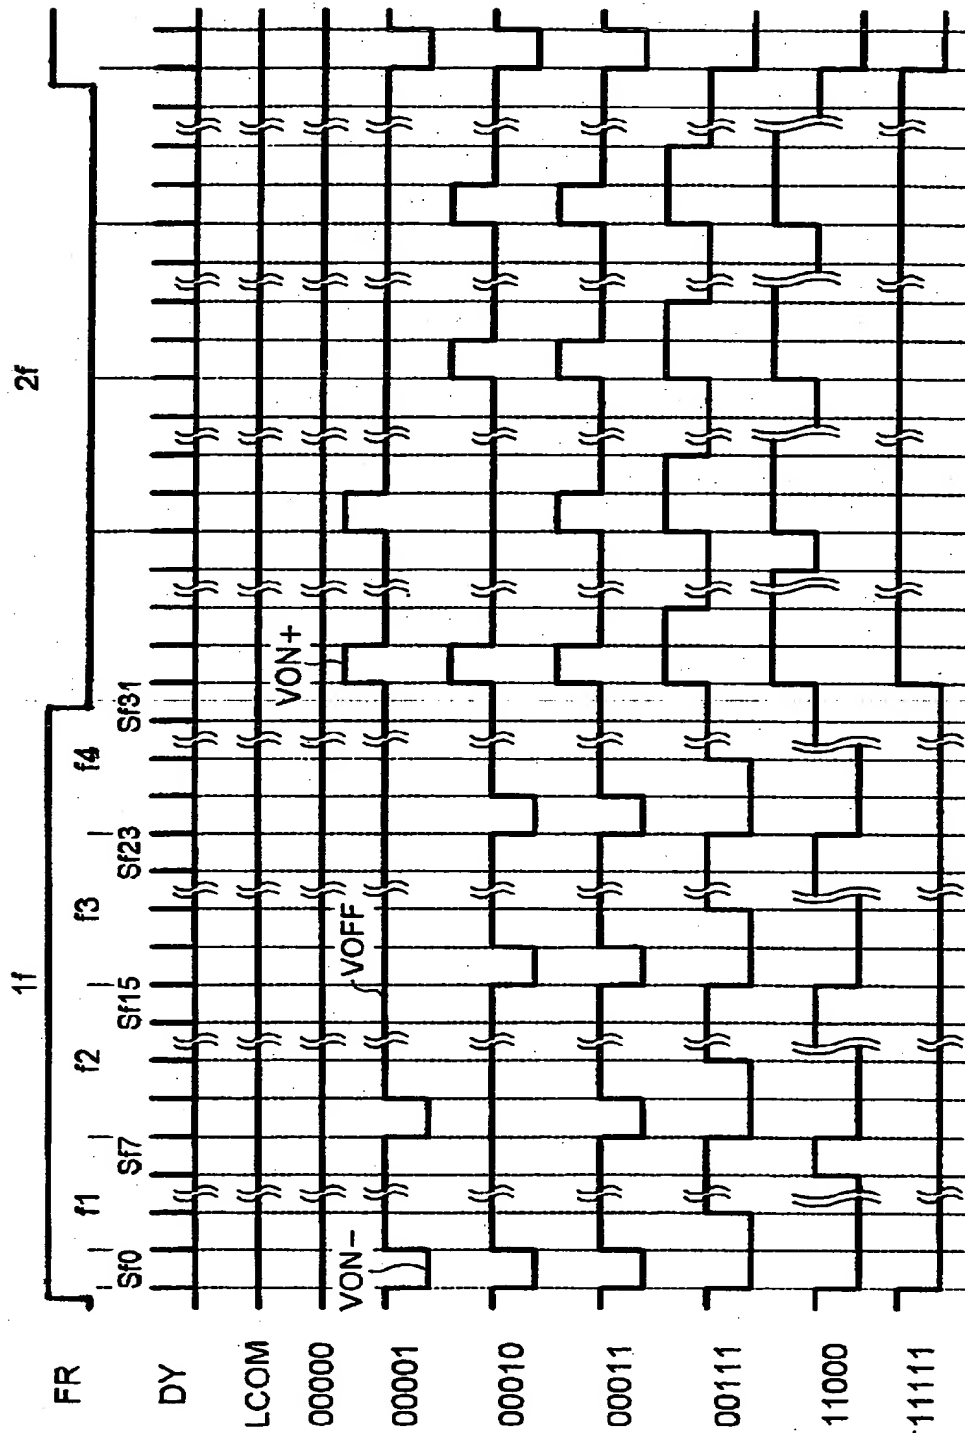 1f 2f
FR
f1 f2 f3 f4
Sf0 Sf7 Sf15 Sf23 Sf31
DY
LCOM
00000
00001
VON− VOFF VON+
00010
00011
00111
11000
11111